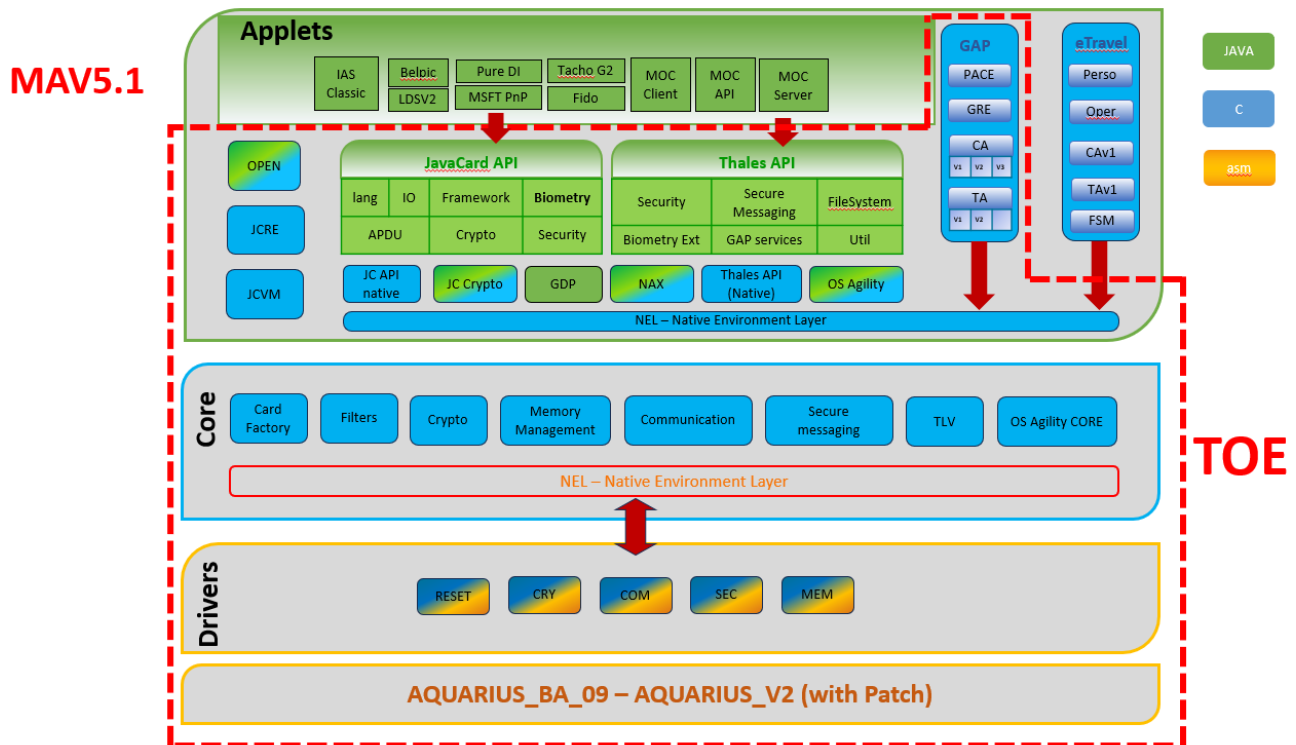 MAV5.1
Applets
IAS
Classic
Belpic
LDSV2
Pure DI
MSFT PnP
Tacho G2
Fido
MOC
Client
MOC
API
MOC
Server
GAP
PACE
GRE
CA
V1 V2 V3
TA
V1 V2
eTravel
Perso
Oper
CAv1
TAv1
FSM
JAVA
C
asm
OPEN
JCRE
JCVM
JavaCard API
lang IO Framework Biometry
APDU Crypto Security
Thales API
Security
Secure
Messaging
FileSystem
Biometry Ext GAP services Util
JC API
native
JC Crypto
GDP
NAX
Thales API
(Native)
OS Agility
NEL – Native Environment Layer
Core
Card
Factory
Filters
Crypto
Memory
Management
Communication
Secure
messaging
TLV
OS Agility CORE
NEL – Native Environment Layer
TOE
Drivers
RESET
CRY
COM
SEC
MEM
AQUARIUS_BA_09 – AQUARIUS_V2 (with Patch)